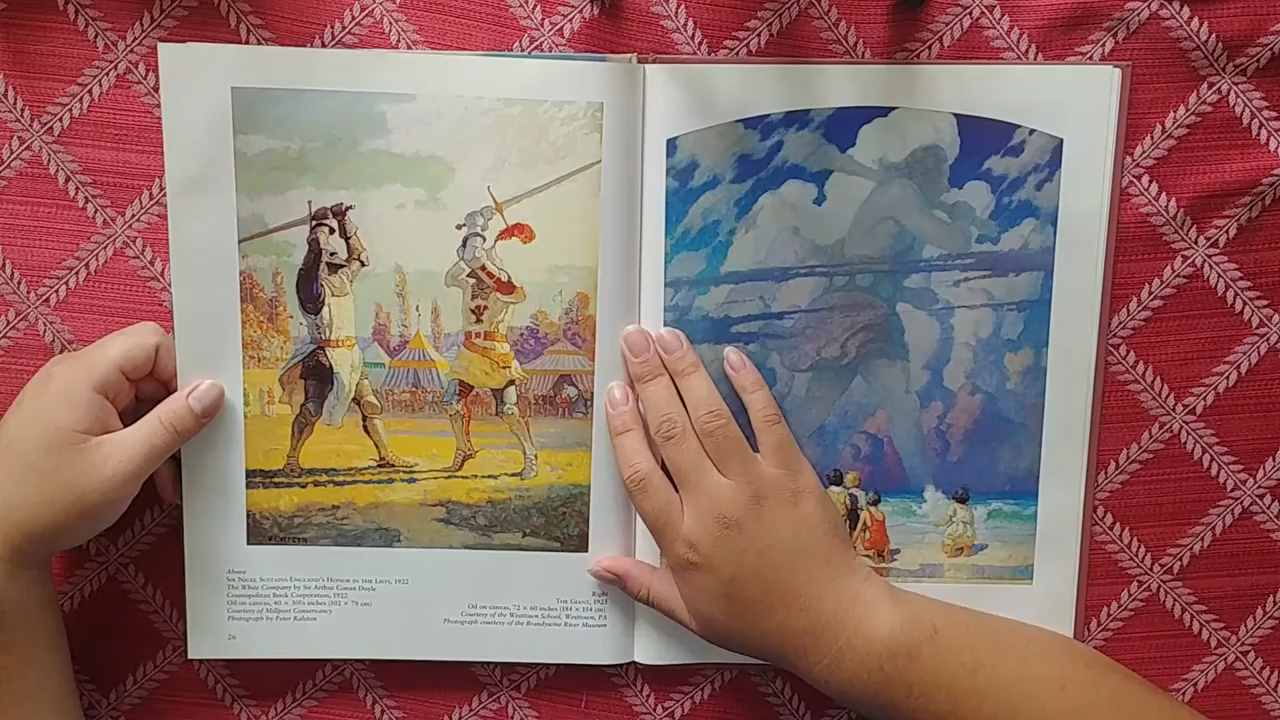 N.C. WYETH
Above
SIR NIGEL SUSTAINS ENGLAND'S HONOR IN THE LISTS, 1922
The White Company by Sir Arthur Conan Doyle
Cosmopolitan Book Corporation, 1922
Oil on canvas, 40 × 30¾ inches (102 × 78 cm)
Courtesy of Millport Conservancy
Photograph by Peter Ralston
26
Right
THE GIANT, 1923
Oil on canvas, 72 × 60 inches (184 × 154 cm)
Courtesy of the Westtown School, Westtown, PA
Photograph courtesy of the Brandywine River Museum